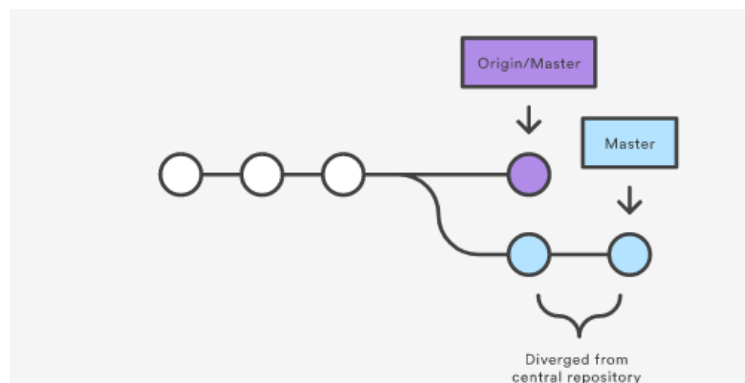 Origin/Master
Master
Diverged from
central repository